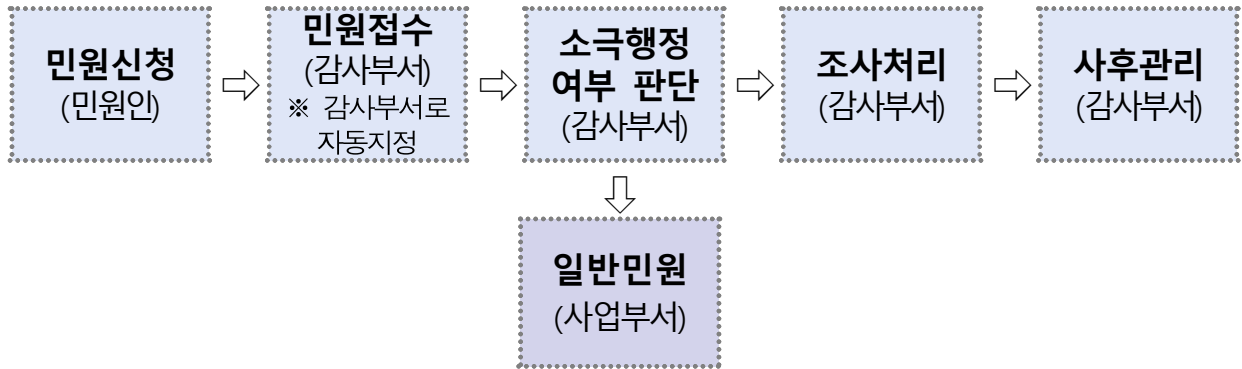 민원신청
(민원인)
민원접수
(감사부서)
※ 감사부서로
자동지정
소극행정
여부 판단
(감사부서)
조사처리
(감사부서)
사후관리
(감사부서)
일반민원
(사업부서)